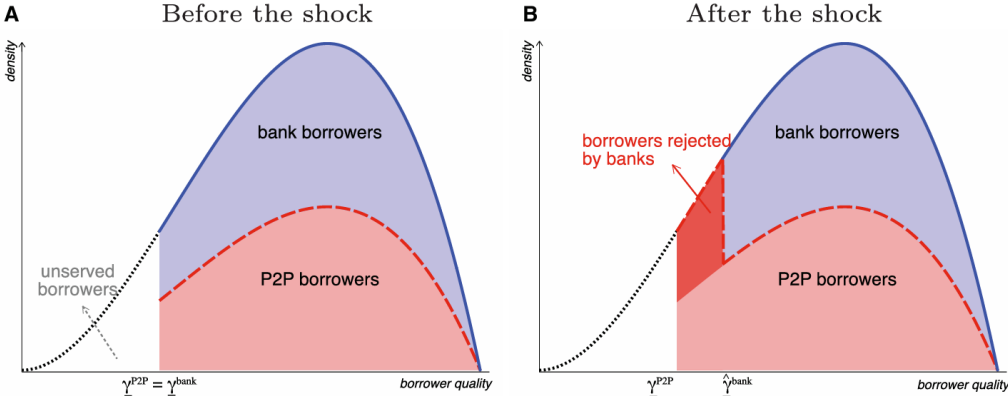 A
Before the shock
density
bank borrowers
P2P borrowers
unserved
borrowers
γ̲ᴾ²ᴾ = γ̲ᵇᵃⁿᵏ
borrower quality
B
After the shock
density
borrowers rejected
by banks
bank borrowers
P2P borrowers
γ̲ᴾ²ᴾ
γ̲̂ᵇᵃⁿᵏ
borrower quality